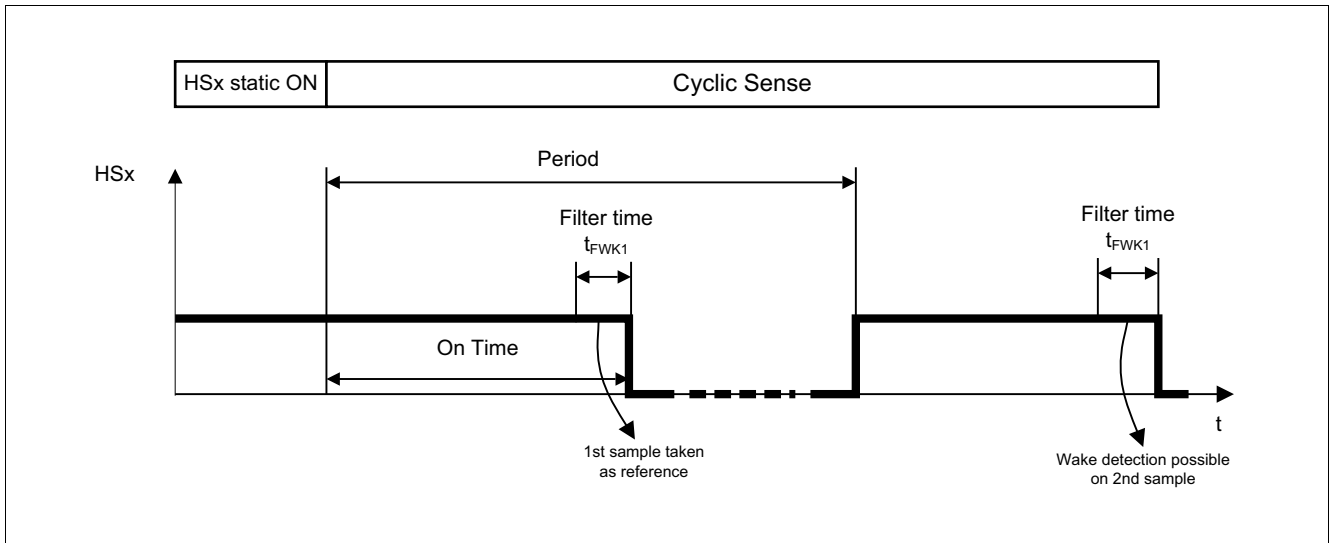 HSx static ON
Cyclic Sense
HSx
Period
Filter time
tFWK1
Filter time
tFWK1
On Time
t
1st sample taken
as reference
Wake detection possible
on 2nd sample